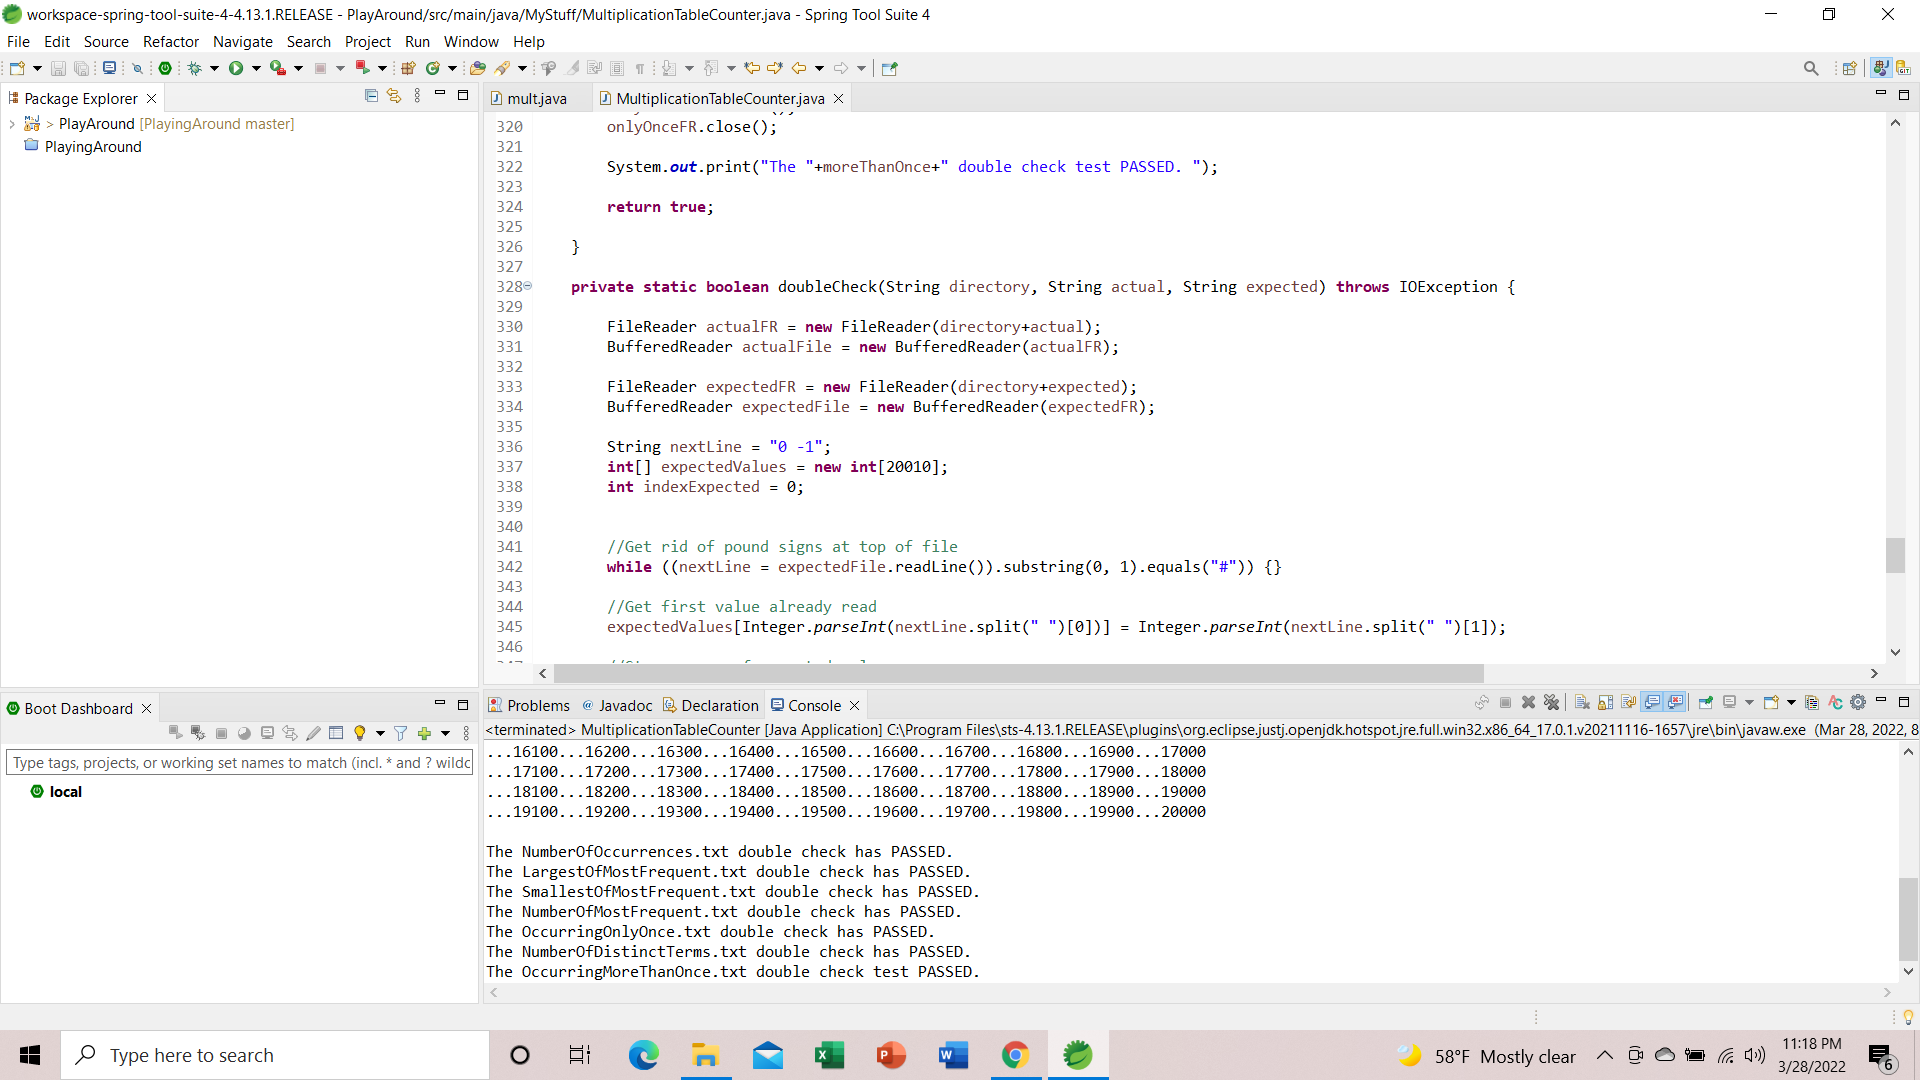 workspace-spring-tool-suite-4-4.13.1.RELEASE - PlayAround/src/main/java/MyStuff/MultiplicationTableCounter.java - Spring Tool Suite 4
File Edit Source Refactor Navigate Search Project Run Window Help
Package Explorer
> PlayAround [PlayingAround master]
PlayingAround
mult.java
MultiplicationTableCounter.java
320 onlyOnceFR.close();
321
322 System.out.print("The "+moreThanOnce+" double check test PASSED. ");
323
324 return true;
325
326 }
327
328 private static boolean doubleCheck(String directory, String actual, String expected) throws IOException {
329
330 FileReader actualFR = new FileReader(directory+actual);
331 BufferedReader actualFile = new BufferedReader(actualFR);
332
333 FileReader expectedFR = new FileReader(directory+expected);
334 BufferedReader expectedFile = new BufferedReader(expectedFR);
335
336 String nextLine = "0 -1";
337 int[] expectedValues = new int[20010];
338 int indexExpected = 0;
339
340
341 //Get rid of pound signs at top of file
342 while ((nextLine = expectedFile.readLine()).substring(0, 1).equals("#")) {}
343
344 //Get first value already read
345 expectedValues[Integer.parseInt(nextLine.split(" ")[0])] = Integer.parseInt(nextLine.split(" ")[1]);
346
Boot Dashboard
Type tags, projects, or working set names to match (incl. * and ? wildc
local
Problems @ Javadoc Declaration Console
<terminated> MultiplicationTableCounter [Java Application] C:\Program Files\sts-4.13.1.RELEASE\plugins\org.eclipse.justj.openjdk.hotspot.jre.full.win32.x86_64_17.0.1.v20211116-1657\jre\bin\javaw.exe (Mar 28, 2022, 8
...16100...16200...16300...16400...16500...16600...16700...16800...16900...17000
...17100...17200...17300...17400...17500...17600...17700...17800...17900...18000
...18100...18200...18300...18400...18500...18600...18700...18800...18900...19000
...19100...19200...19300...19400...19500...19600...19700...19800...19900...20000
The NumberOfOccurrences.txt double check has PASSED.
The LargestOfMostFrequent.txt double check has PASSED.
The SmallestOfMostFrequent.txt double check has PASSED.
The NumberOfMostFrequent.txt double check has PASSED.
The OccurringOnlyOnce.txt double check has PASSED.
The NumberOfDistinctTerms.txt double check has PASSED.
The OccurringMoreThanOnce.txt double check test PASSED.
Type here to search
58°F Mostly clear
11:18 PM
3/28/2022
6